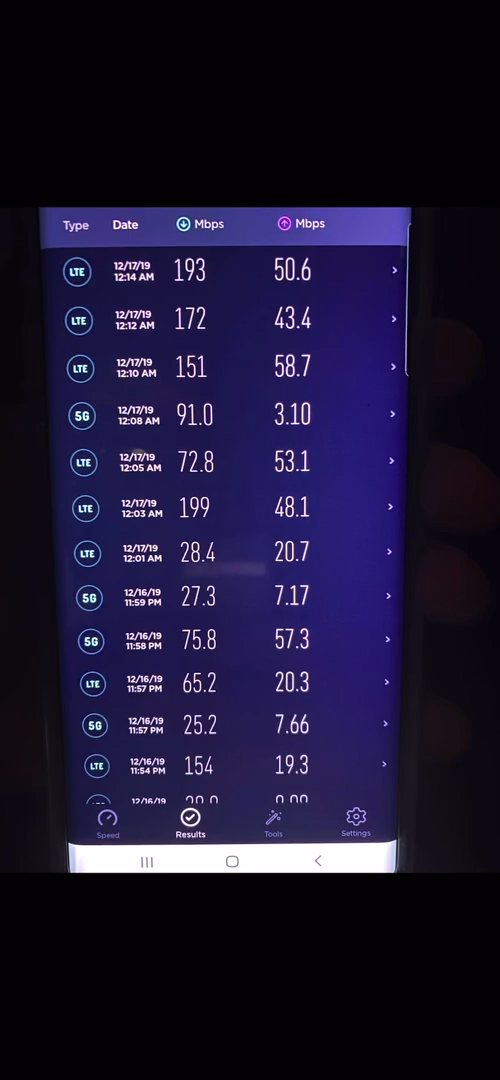 Type Date Mbps Mbps
LTE 12/17/19 12:14 AM 193 50.6
LTE 12/17/19 12:12 AM 172 43.4
LTE 12/17/19 12:10 AM 151 58.7
5G 12/17/19 12:08 AM 91.0 3.10
LTE 12/17/19 12:05 AM 72.8 53.1
LTE 12/17/19 12:03 AM 199 48.1
LTE 12/17/19 12:01 AM 28.4 20.7
5G 12/16/19 11:59 PM 27.3 7.17
5G 12/16/19 11:58 PM 75.8 57.3
LTE 12/16/19 11:57 PM 65.2 20.3
5G 12/16/19 11:57 PM 25.2 7.66
LTE 12/16/19 11:54 PM 154 19.3
12/16/19
Speed Results Tools Settings